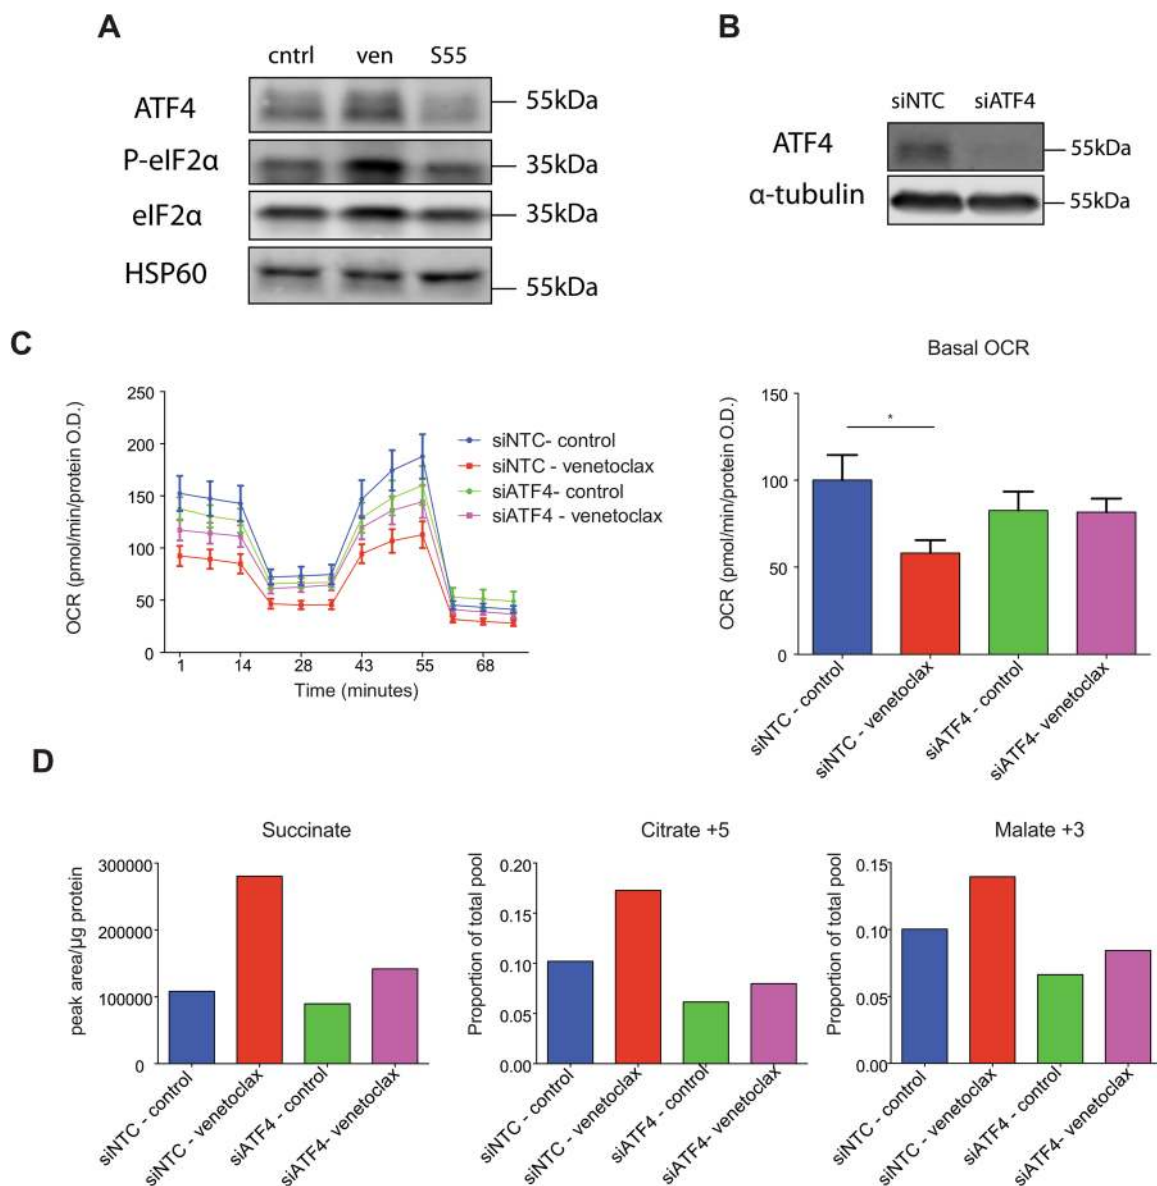 A
cntrl ven S55
ATF4
55kDa
P-eIF2α
35kDa
eIF2α
35kDa
HSP60
55kDa
B
siNTC siATF4
ATF4
55kDa
α-tubulin
55kDa
C
OCR (pmol/min/protein O.D.)
250
200
150
100
50
0
1 14 28 43 55 68
Time (minutes)
siNTC- control
siNTC - venetoclax
siATF4- control
siATF4 - venetoclax
Basal OCR
OCR (pmol/min/protein O.D.)
150
100
50
0
*
siNTC - control
siNTC - venetoclax
siATF4 - control
siATF4- venetoclax
D
Succinate
peak area/µg protein
300000
200000
100000
0
siNTC - control
siNTC - venetoclax
siATF4 - control
siATF4- venetoclax
Citrate +5
Proportion of total pool
0.20
0.15
0.10
0.05
0.00
siNTC - control
siNTC - venetoclax
siATF4 - control
siATF4- venetoclax
Malate +3
Proportion of total pool
0.15
0.10
0.05
0.00
siNTC - control
siNTC - venetoclax
siATF4 - control
siATF4- venetoclax